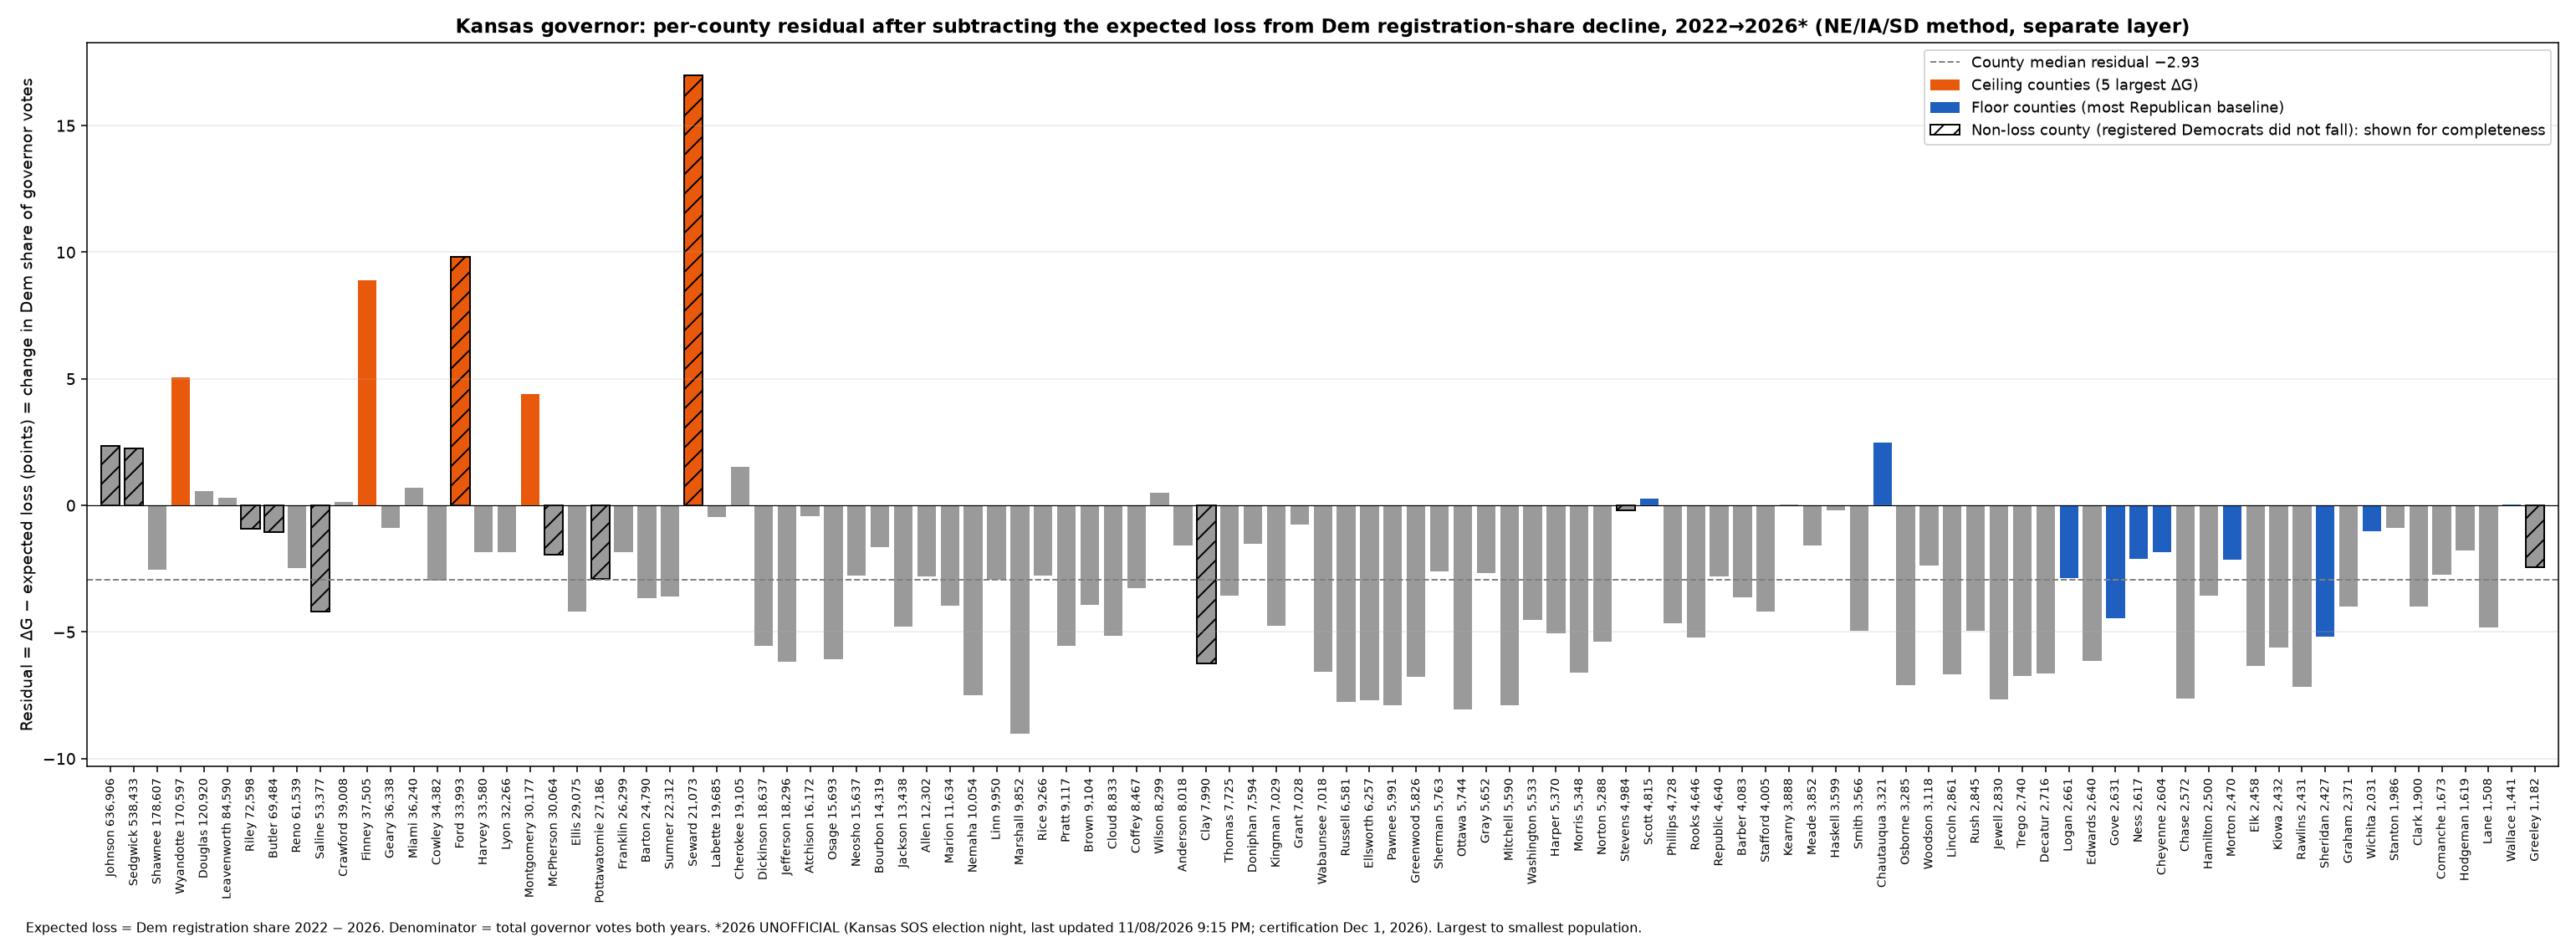 Kansas governor: per-county residual after subtracting the expected loss from Dem registration-share decline, 2022→2026* (NE/IA/SD method, separate layer)
Residual = ΔG − expected loss (points) = change in Dem share of governor votes
15
10
5
0
−5
−10
County median residual −2.93
Ceiling counties (5 largest ΔG)
Floor counties (most Republican baseline)
Non-loss county (registered Democrats did not fall): shown for completeness
Johnson 636,906
Sedgwick 538,433
Shawnee 178,607
Wyandotte 170,597
Douglas 120,920
Leavenworth 84,590
Riley 72,598
Butler 69,484
Reno 61,539
Saline 53,377
Crawford 39,008
Finney 37,505
Geary 36,338
Miami 36,240
Cowley 34,382
Ford 33,993
Harvey 33,580
Lyon 32,266
Montgomery 30,177
McPherson 30,064
Ellis 29,075
Pottawatomie 27,186
Franklin 26,299
Barton 24,790
Sumner 22,312
Seward 21,073
Labette 19,685
Cherokee 19,105
Dickinson 18,637
Jefferson 18,296
Atchison 16,172
Osage 15,693
Neosho 15,637
Bourbon 14,319
Jackson 13,438
Allen 12,302
Marion 11,634
Nemaha 10,054
Linn 9,950
Marshall 9,852
Rice 9,266
Pratt 9,117
Brown 9,104
Cloud 8,833
Coffey 8,467
Wilson 8,299
Anderson 8,018
Clay 7,990
Thomas 7,725
Doniphan 7,594
Kingman 7,029
Grant 7,028
Wabaunsee 7,018
Russell 6,581
Ellsworth 6,257
Pawnee 5,991
Greenwood 5,826
Sherman 5,763
Ottawa 5,744
Gray 5,652
Mitchell 5,590
Washington 5,533
Harper 5,370
Morris 5,348
Norton 5,288
Stevens 4,984
Scott 4,815
Phillips 4,728
Rooks 4,646
Republic 4,640
Barber 4,083
Stafford 4,005
Kearny 3,888
Meade 3,852
Haskell 3,599
Smith 3,566
Chautauqua 3,321
Osborne 3,285
Woodson 3,118
Lincoln 2,861
Rush 2,845
Jewell 2,830
Trego 2,740
Decatur 2,716
Logan 2,661
Edwards 2,640
Gove 2,631
Ness 2,617
Cheyenne 2,604
Chase 2,572
Hamilton 2,500
Morton 2,470
Elk 2,458
Kiowa 2,432
Rawlins 2,431
Sheridan 2,427
Graham 2,371
Wichita 2,031
Stanton 1,986
Clark 1,900
Comanche 1,673
Hodgeman 1,619
Lane 1,508
Wallace 1,441
Greeley 1,182
Expected loss = Dem registration share 2022 − 2026. Denominator = total governor votes both years. *2026 UNOFFICIAL (Kansas SOS election night, last updated 11/08/2026 9:15 PM; certification Dec 1, 2026). Largest to smallest population.